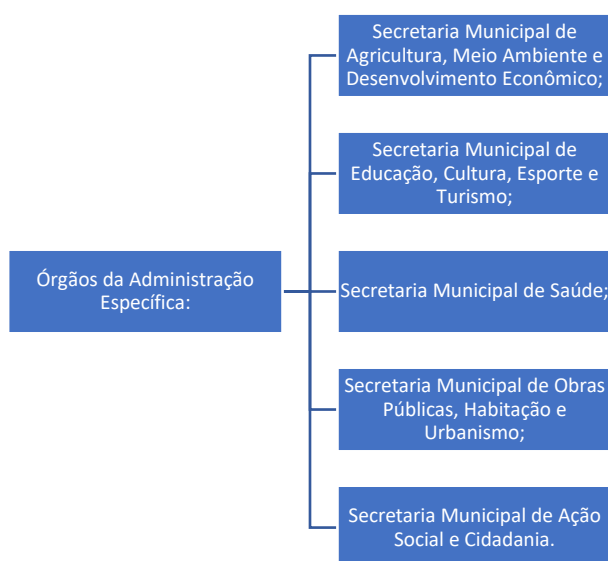 Secretaria Municipal de
Agricultura, Meio Ambiente e
Desenvolvimento Econômico;
Secretaria Municipal de
Educação, Cultura, Esporte e
Turismo;
Órgãos da Administração
Específica:
Secretaria Municipal de Saúde;
Secretaria Municipal de Obras
Públicas, Habitação e
Urbanismo;
Secretaria Municipal de Ação
Social e Cidadania.